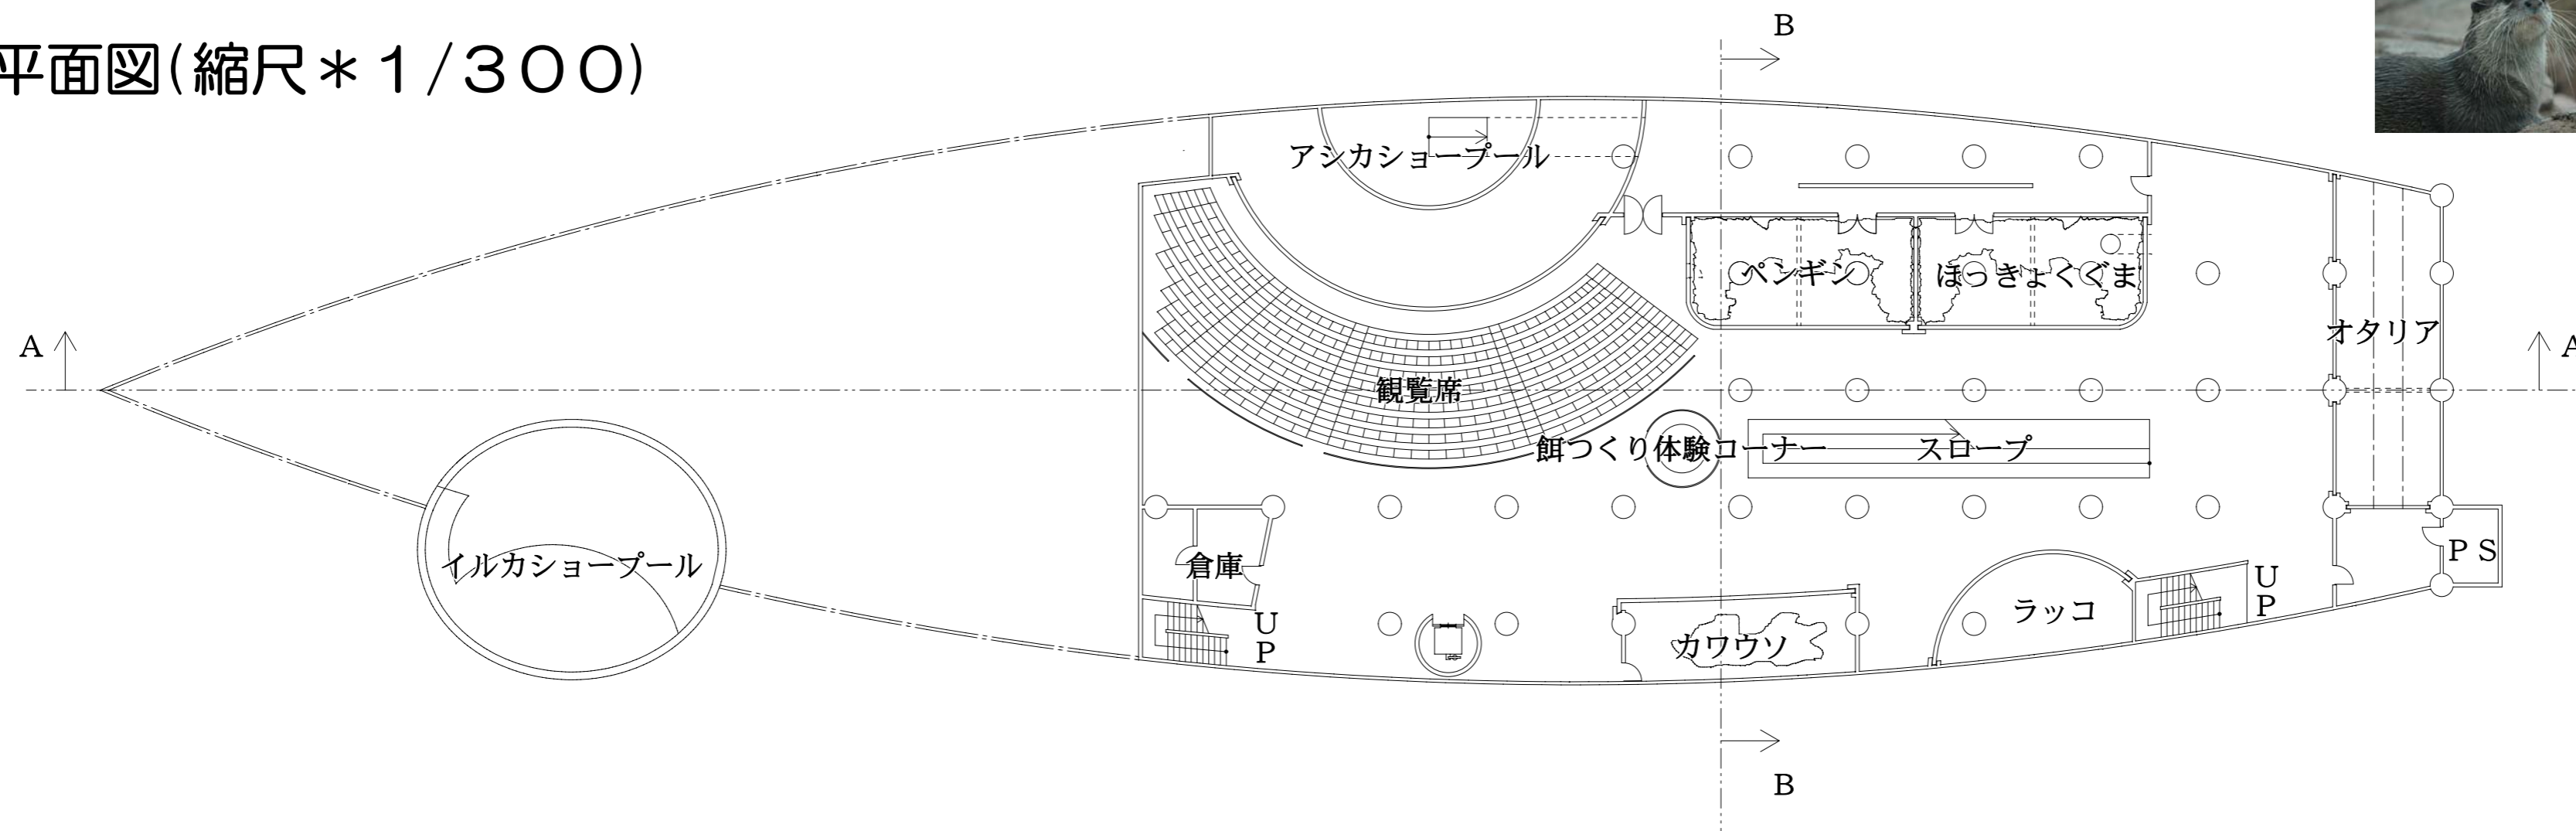 平面図(縮尺＊１/３００)
B
アシカショープール
ペンギン
ほっきょくぐま
オタリア
A
A
観覧席
餌つくり体験コーナー
スロープ
イルカショープール
倉庫
ＵＰ
カワウソ
ラッコ
ＵＰ
ＰＳ
B